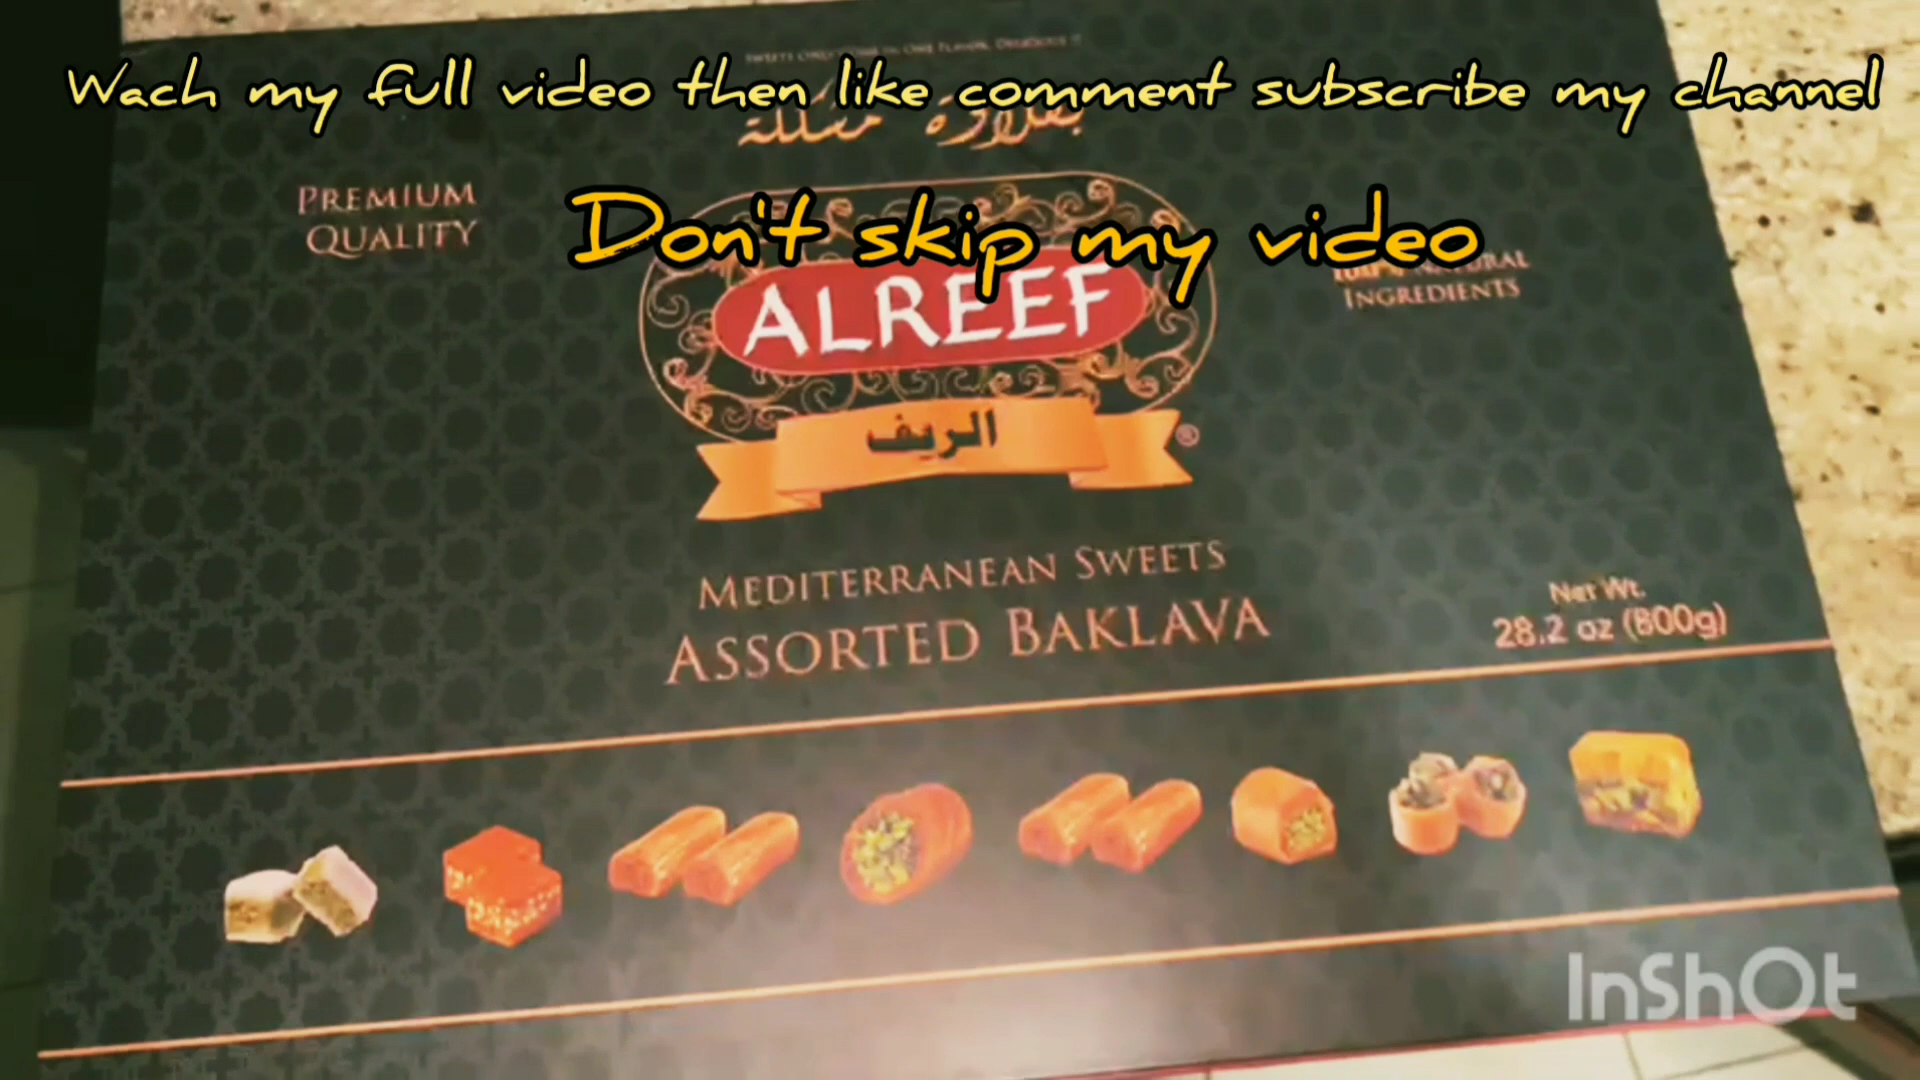 Wach my full video then like comment subscribe my channel
بقلاوة مشكلة
PREMIUM
QUALITY
Don't skip my video
INGREDIENTS
ALREEF
الريف
®
MEDITERRANEAN SWEETS
ASSORTED BAKLAVA
Net Wt.
28.2 oz (800g)
InShOt